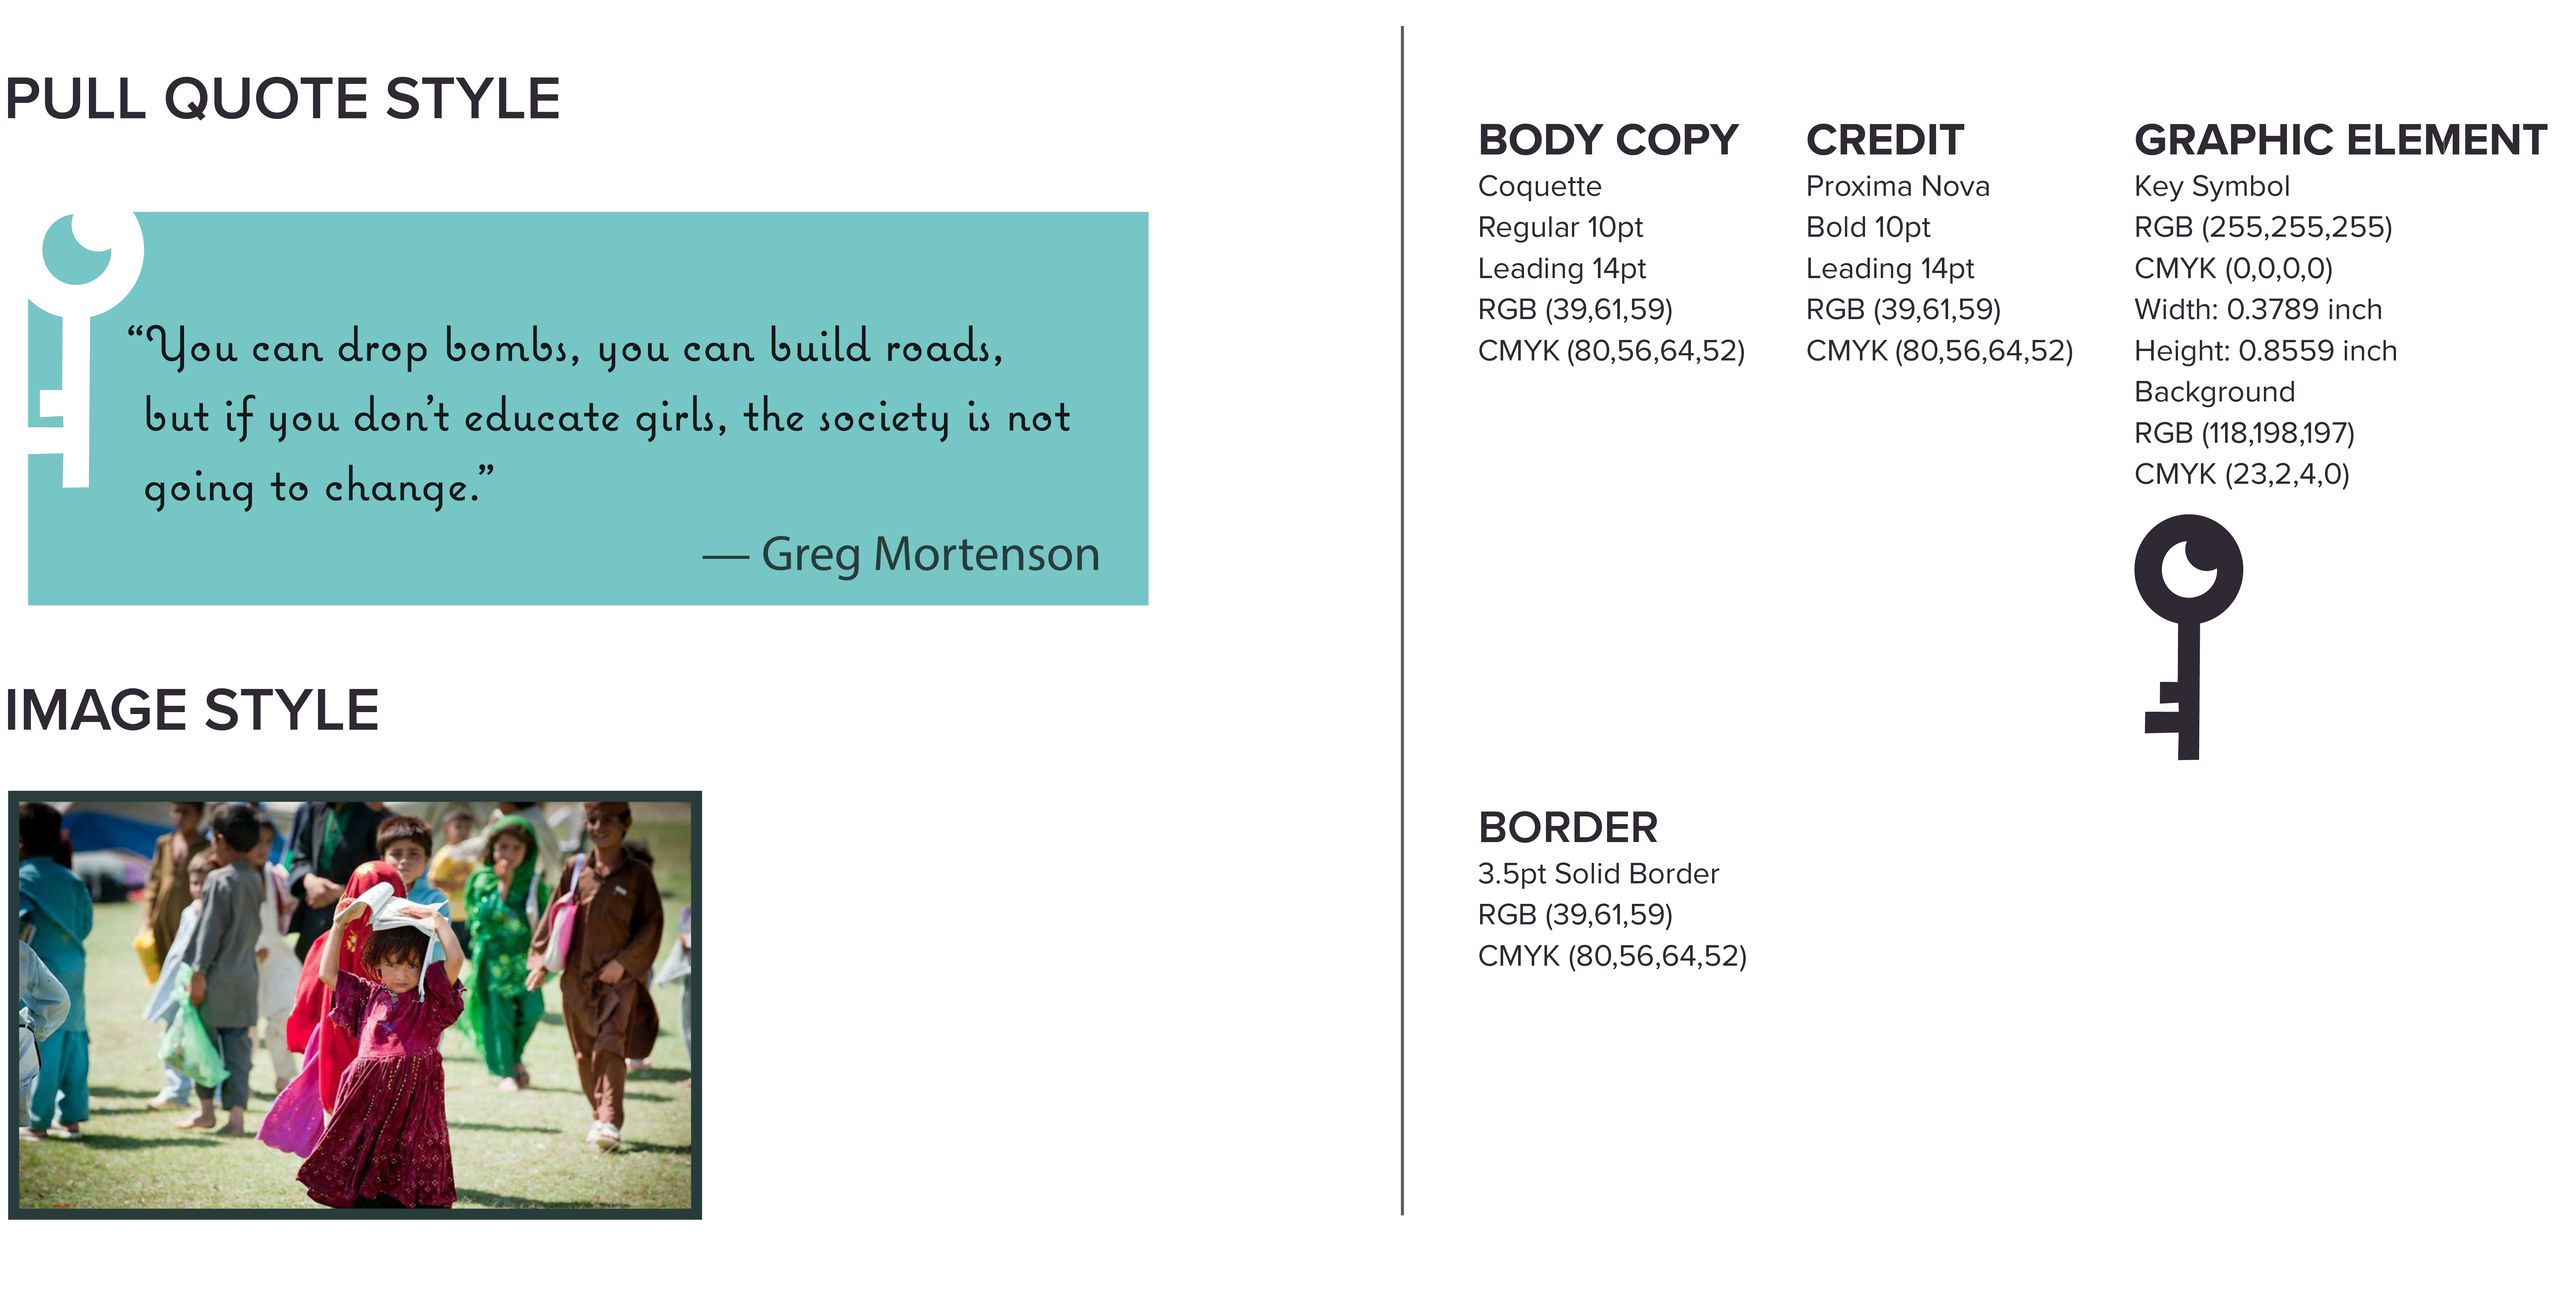 PULL QUOTE STYLE
“You can drop bombs, you can build roads,
but if you don’t educate girls, the society is not
going to change.”
— Greg Mortenson
IMAGE STYLE
BODY COPY
Coquette
Regular 10pt
Leading 14pt
RGB (39,61,59)
CMYK (80,56,64,52)
CREDIT
Proxima Nova
Bold 10pt
Leading 14pt
RGB (39,61,59)
CMYK (80,56,64,52)
GRAPHIC ELEMENT
Key Symbol
RGB (255,255,255)
CMYK (0,0,0,0)
Width: 0.3789 inch
Height: 0.8559 inch
Background
RGB (118,198,197)
CMYK (23,2,4,0)
BORDER
3.5pt Solid Border
RGB (39,61,59)
CMYK (80,56,64,52)